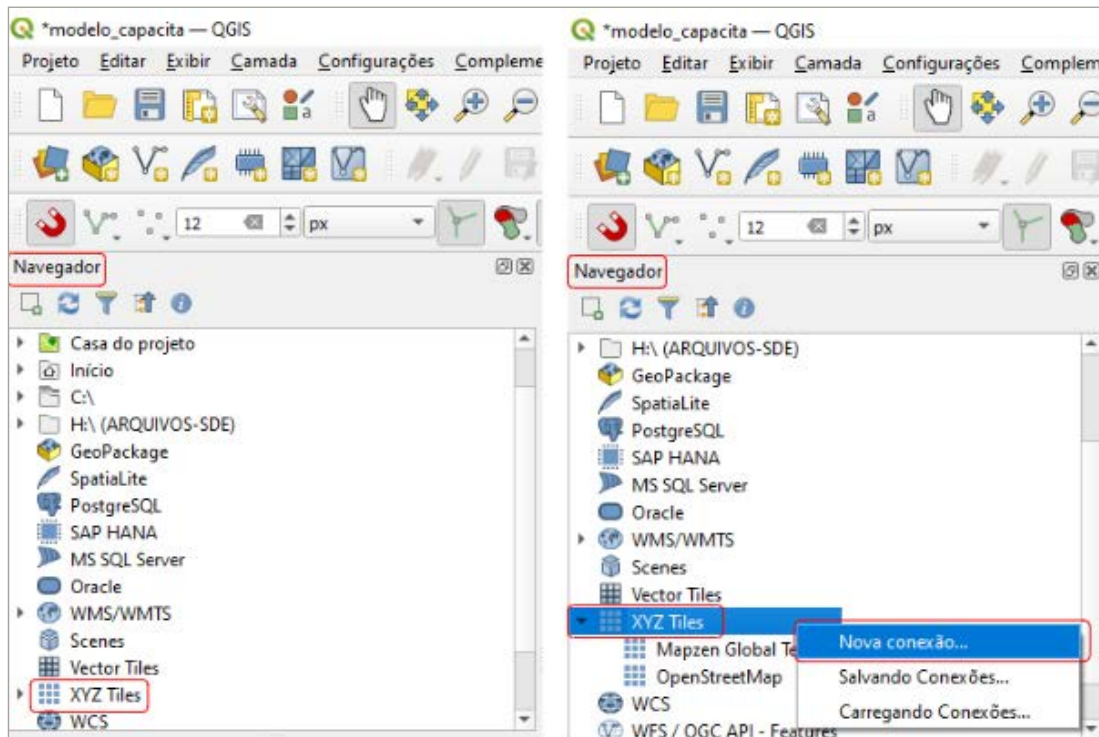 *modelo_capacita — QGIS
Projeto Editar Exibir Camada Configurações Compleme
12 px
Navegador
Casa do projeto
Início
C:\
H:\ (ARQUIVOS-SDE)
GeoPackage
SpatiaLite
PostgreSQL
SAP HANA
MS SQL Server
Oracle
WMS/WMTS
Scenes
Vector Tiles
XYZ Tiles
WCS
*modelo_capacita — QGIS
Projeto Editar Exibir Camada Configurações Complem
12 px
Navegador
H:\ (ARQUIVOS-SDE)
GeoPackage
SpatiaLite
PostgreSQL
SAP HANA
MS SQL Server
Oracle
WMS/WMTS
Scenes
Vector Tiles
XYZ Tiles
Mapzen Global Te
OpenStreetMap
WCS
WFS / OGC API - Features
Nova conexão...
Salvando Conexões...
Carregando Conexões...